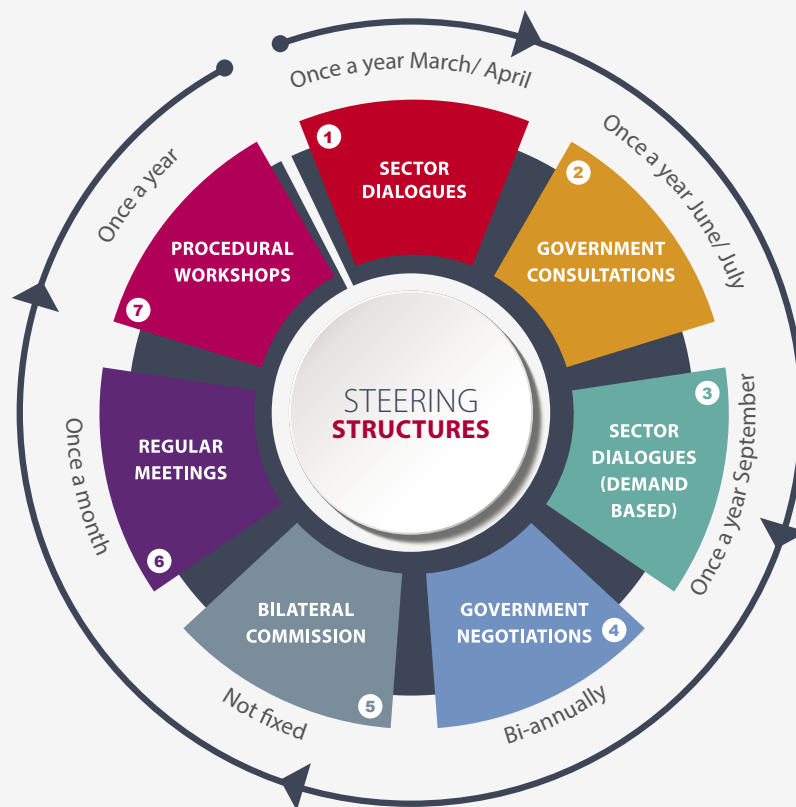 Once a year March/ April
1
SECTOR
DIALOGUES
Once a year June/ July
2
GOVERNMENT
CONSULTATIONS
Once a year September
3
SECTOR
DIALOGUES
(DEMAND
BASED)
Bi-annually
GOVERNMENT
NEGOTIATIONS
4
Not fixed
BILATERAL
COMMISSION
5
Once a month
REGULAR
MEETINGS
6
Once a year
PROCEDURAL
WORKSHOPS
7
STEERING
STRUCTURES